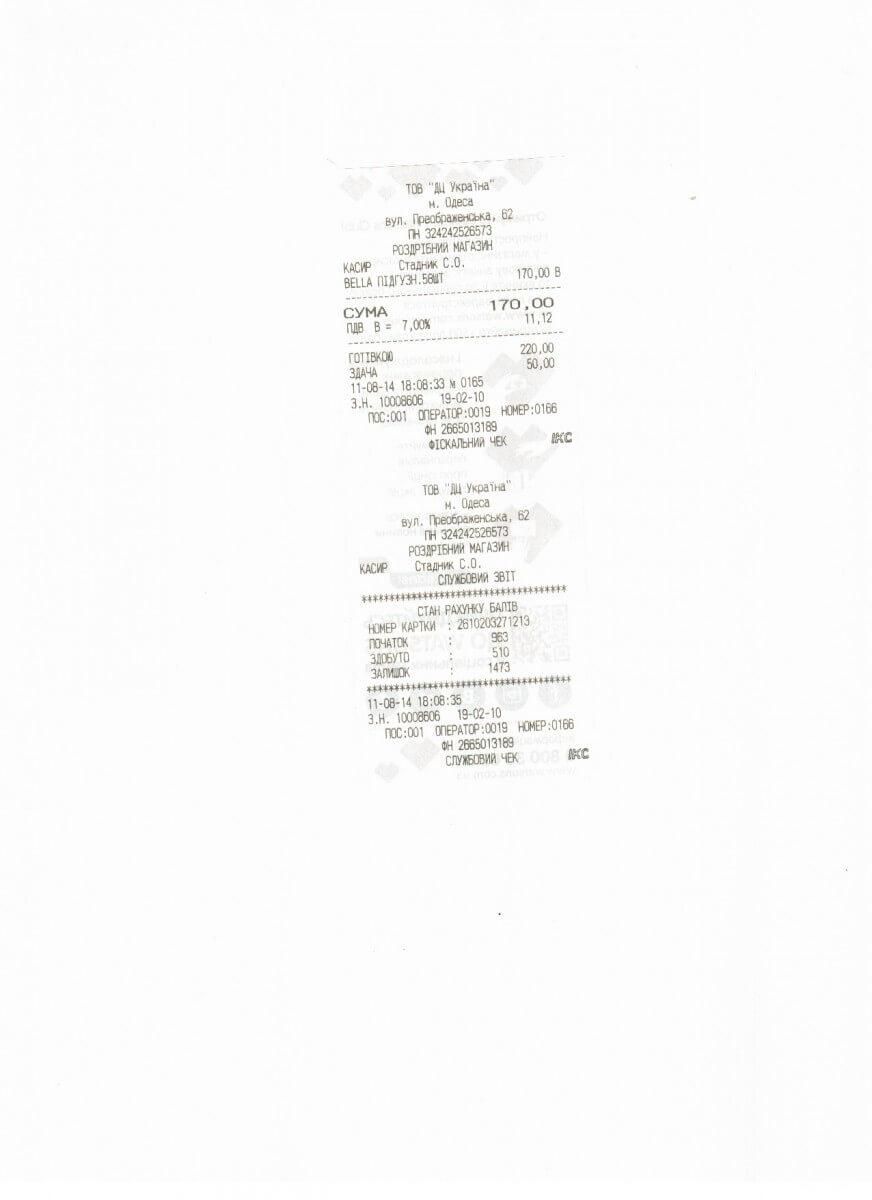 ТОВ "ДЦ Україна"
м. Одеса
вул. Преображенська, 62
ПН 324242526573
РОЗДРІБНИЙ МАГАЗИН
КАСИР Стадник С.О.
BELLA ПІДГУЗН.58ШТ 170,00 В
СУМА 170,00
ПДВ В = 7,00% 11,12
ГОТІВКОЮ 220,00
ЗДАЧА 50,00
11-08-14 18:08:33 № 0165
З.Н. 10008606 19-02-10
ПОС:001 ОПЕРАТОР:0019 НОМЕР:0166
ФН 2665013189
ФІСКАЛЬНИЙ ЧЕК ІКС
ТОВ "ДЦ Україна"
м. Одеса
вул. Преображенська, 62
ПН 324242526573
РОЗДРІБНИЙ МАГАЗИН
КАСИР Стадник С.О.
СЛУЖБОВИЙ ЗВІТ
*************************************
СТАН РАХУНКУ БАЛІВ
НОМЕР КАРТКИ : 2610203271213
ПОЧАТОК : 963
ЗДОБУТО : 510
ЗАЛИШОК : 1473
*************************************
11-08-14 18:08:35
З.Н. 10008606 19-02-10
ПОС:001 ОПЕРАТОР:0019 НОМЕР:0166
ФН 2665013189
СЛУЖБОВИЙ ЧЕК ІКС